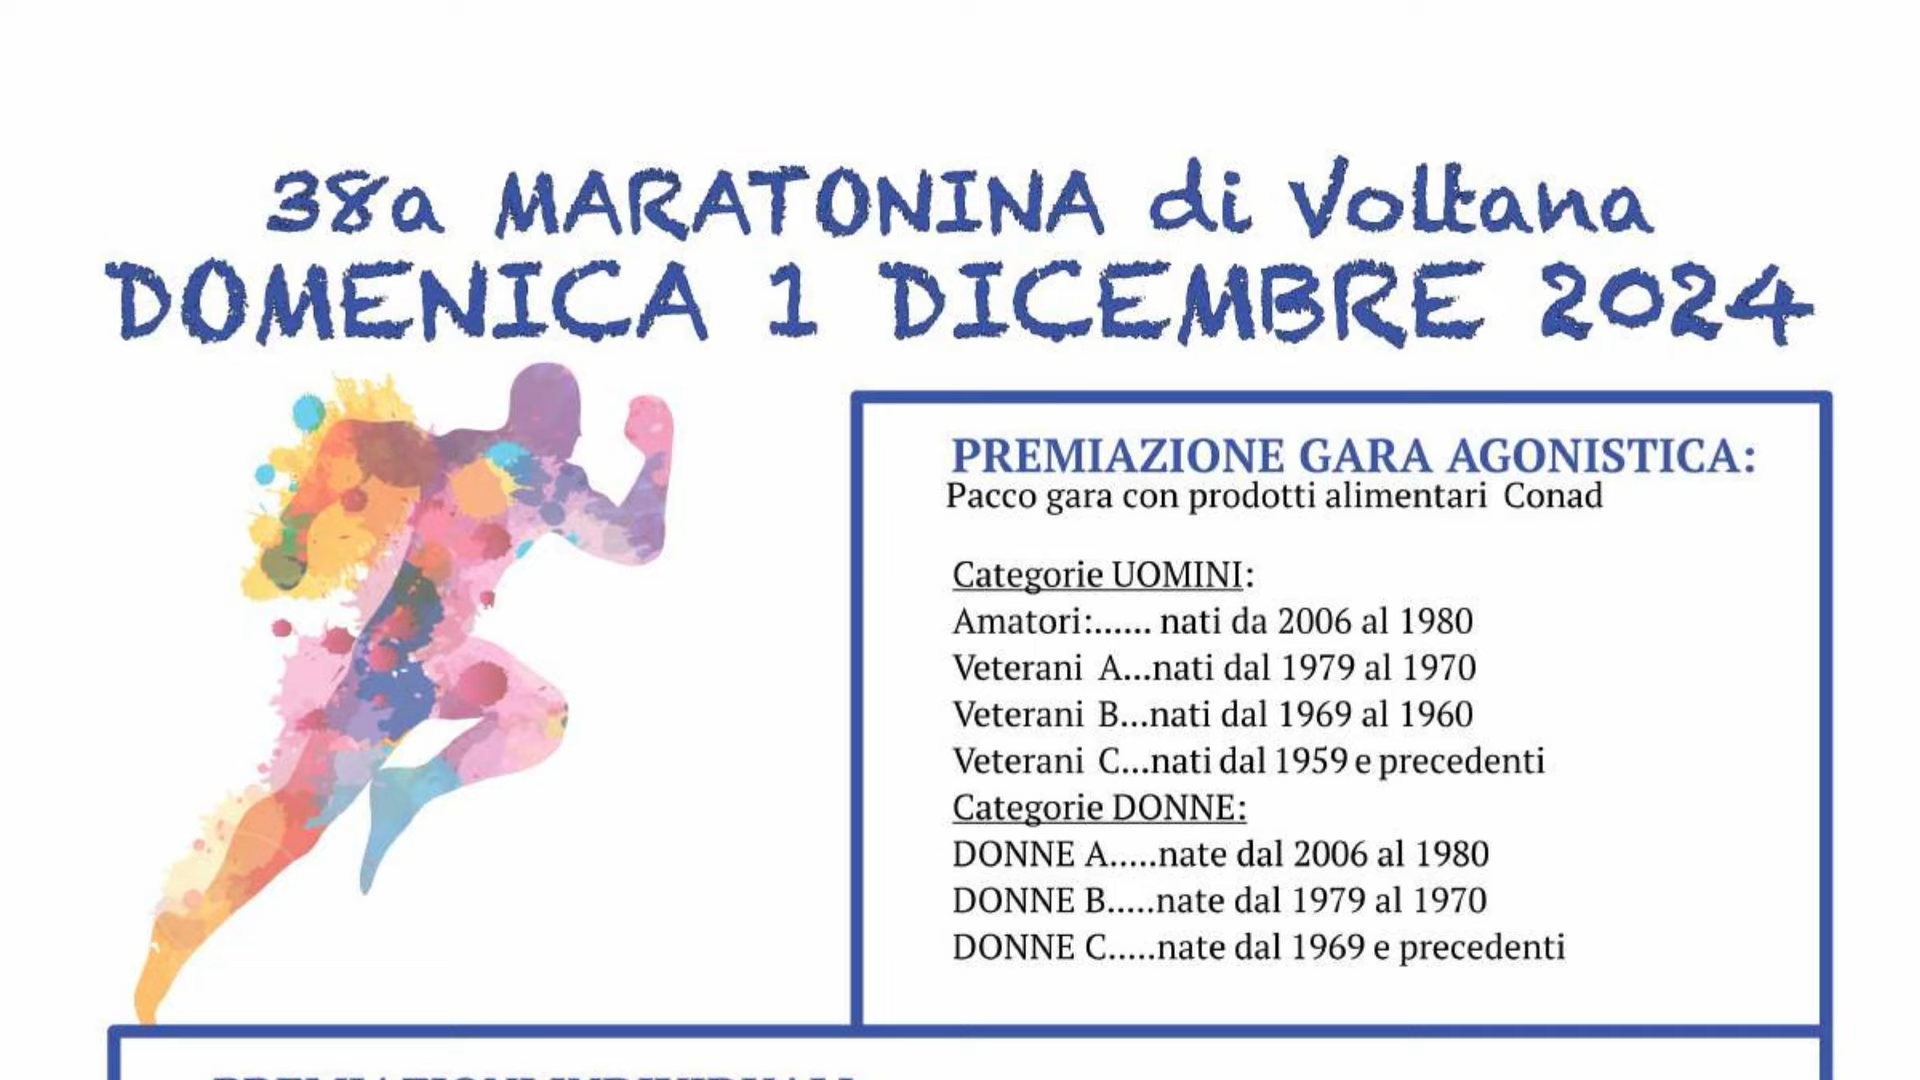 38a MARATONINA di Voltana
DOMENICA 1 DICEMBRE 2024
PREMIAZIONE GARA AGONISTICA:
Pacco gara con prodotti alimentari Conad
Categorie UOMINI:
Amatori:...... nati da 2006 al 1980
Veterani A...nati dal 1979 al 1970
Veterani B...nati dal 1969 al 1960
Veterani C...nati dal 1959 e precedenti
Categorie DONNE:
DONNE A.....nate dal 2006 al 1980
DONNE B.....nate dal 1979 al 1970
DONNE C.....nate dal 1969 e precedenti